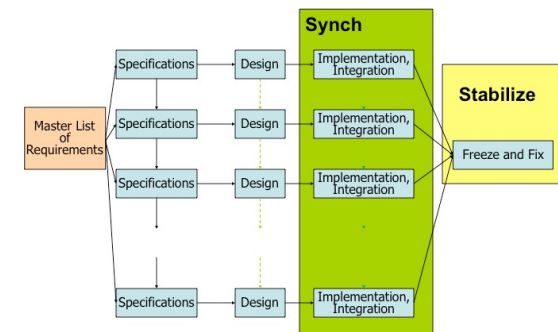 Synch
Specifications
Design
Implementation,
Integration
Stabilize
Master List
of
Requirements
Specifications
Design
Implementation,
Integration
Freeze and Fix
Specifications
Design
Implementation,
Integration
Specifications
Design
Implementation,
Integration